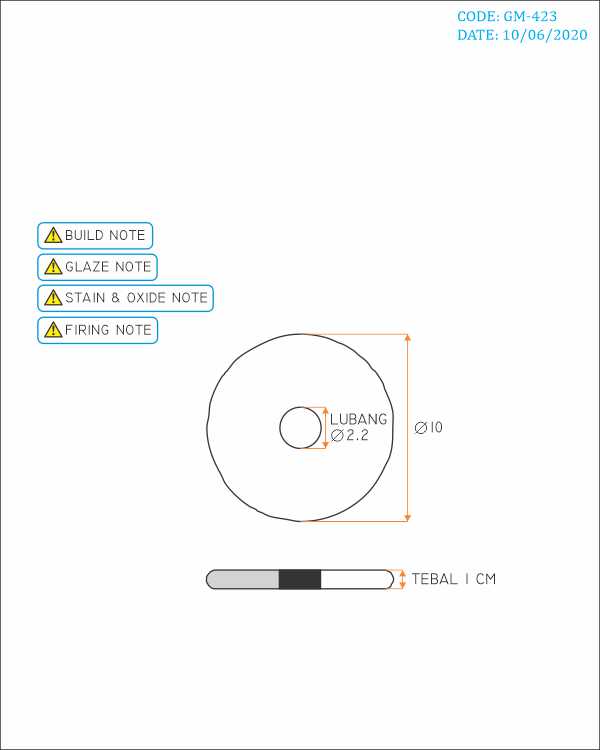 CODE: GM-423
DATE: 10/06/2020
BUILD NOTE
GLAZE NOTE
STAIN & OXIDE NOTE
FIRING NOTE
LUBANG
∅2.2
∅10
TEBAL 1 CM